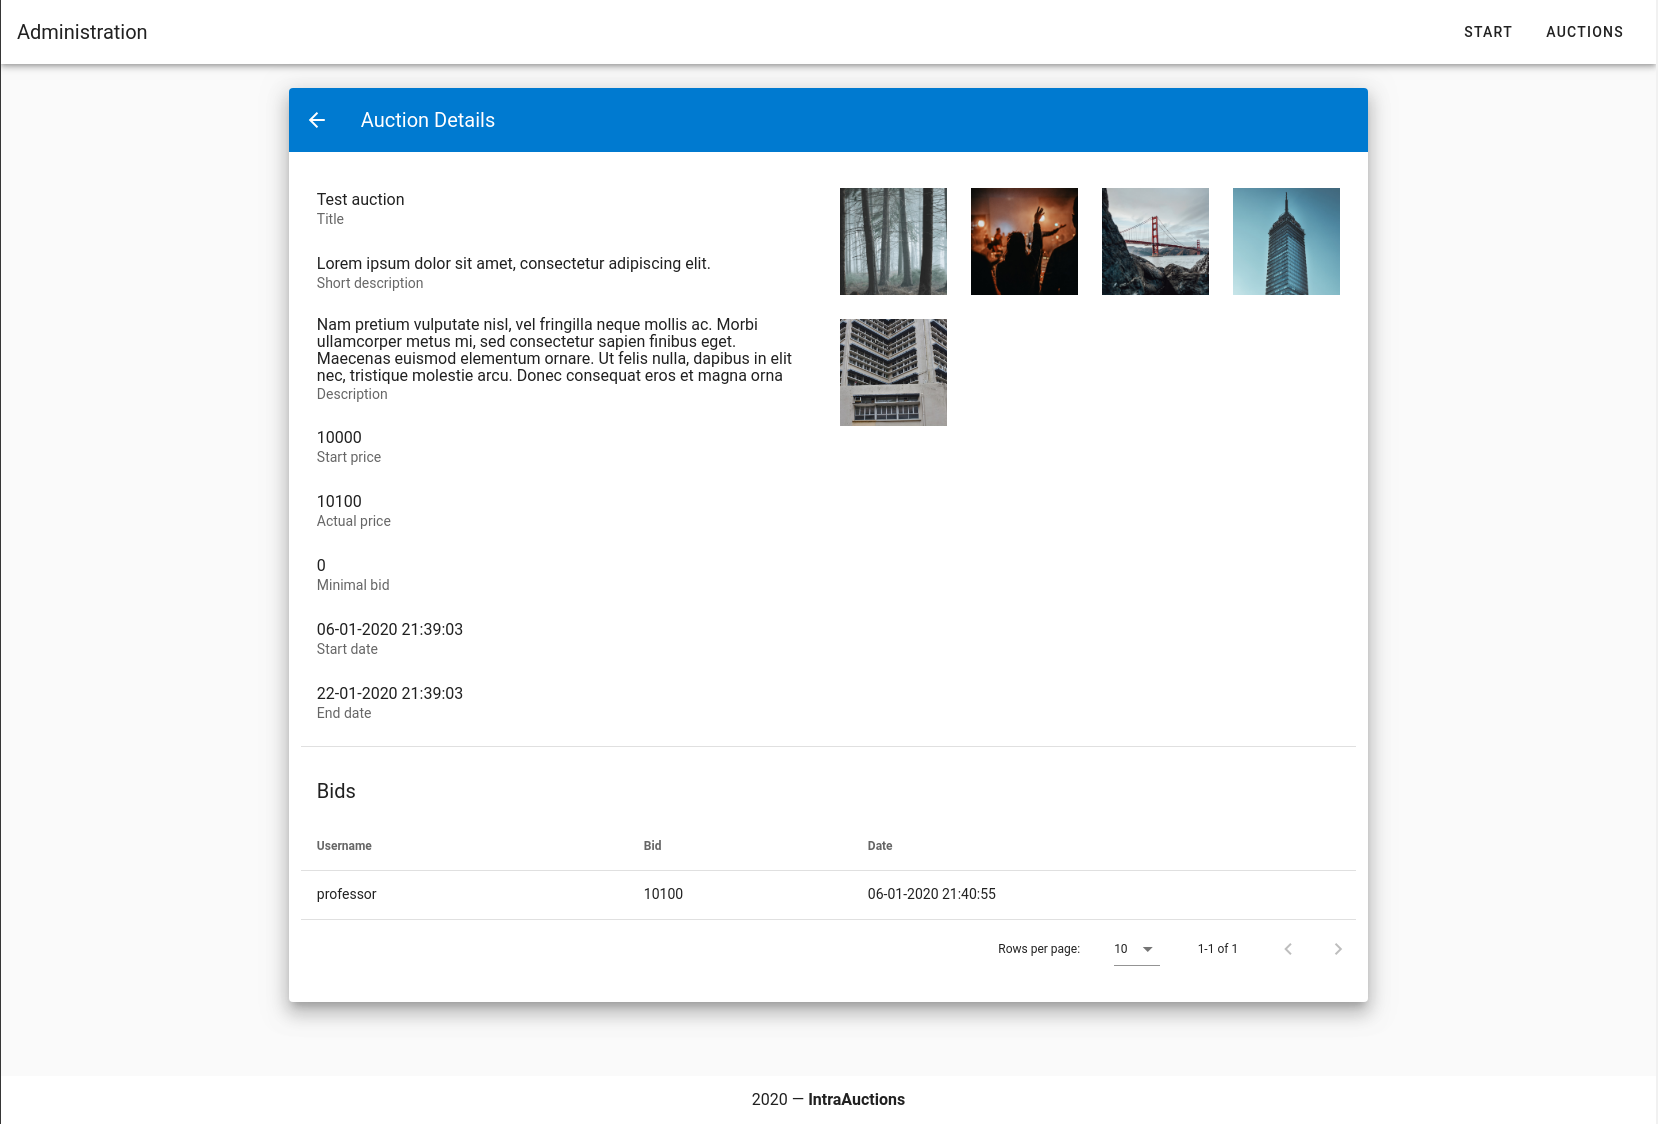 Administration
START
AUCTIONS
Auction Details
Test auction
Title
Lorem ipsum dolor sit amet, consectetur adipiscing elit.
Short description
Nam pretium vulputate nisl, vel fringilla neque mollis ac. Morbi
ullamcorper metus mi, sed consectetur sapien finibus eget.
Maecenas euismod elementum ornare. Ut felis nulla, dapibus in elit
nec, tristique molestie arcu. Donec consequat eros et magna orna
Description
10000
Start price
10100
Actual price
0
Minimal bid
06-01-2020 21:39:03
Start date
22-01-2020 21:39:03
End date
Bids
Username Bid Date
professor 10100 06-01-2020 21:40:55
Rows per page: 10 1-1 of 1
2020 — IntraAuctions